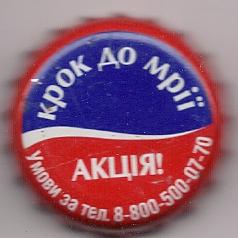 крок до мрії
АКЦІЯ!
Умови за тел. 8-800-500-07-70